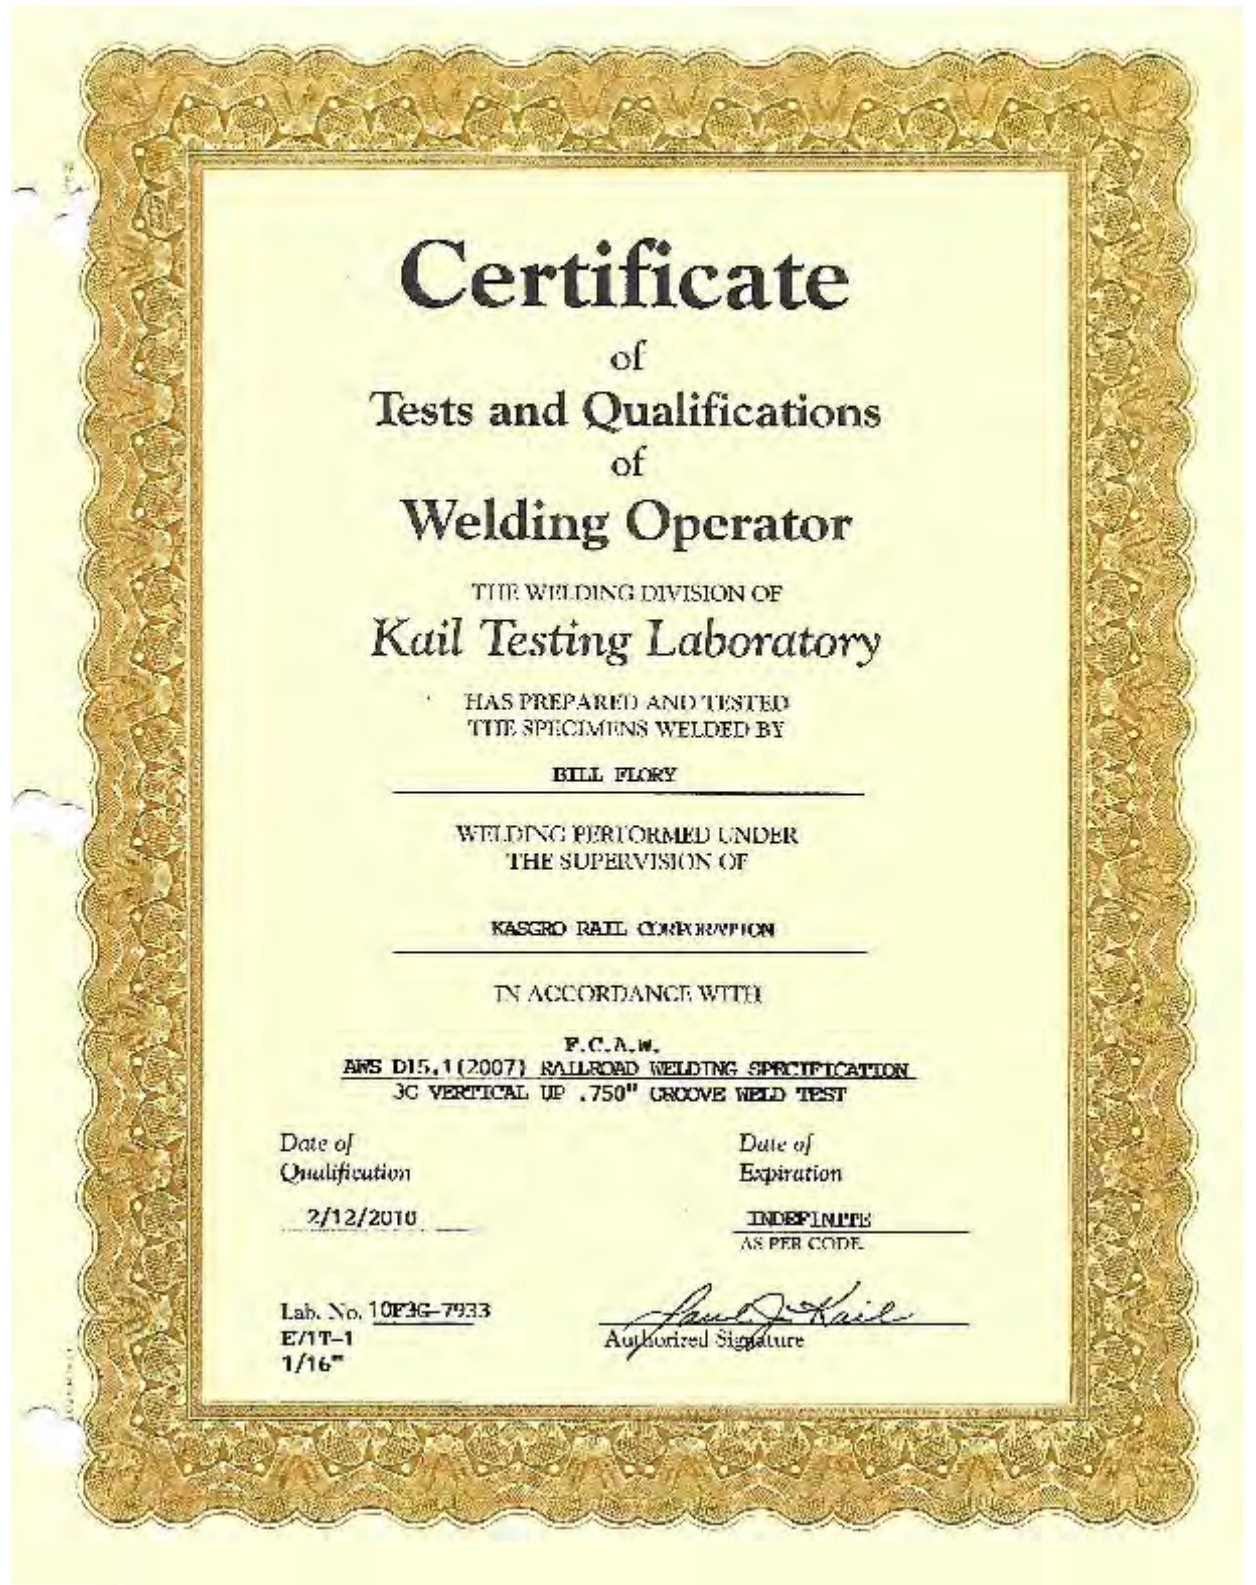 Certificate
of
Tests and Qualifications
of
Welding Operator
THE WELDING DIVISION OF
Kail Testing Laboratory
HAS PREPARED AND TESTED
THE SPECIMENS WELDED BY
BILL FLORY
WELDING PERFORMED UNDER
THE SUPERVISION OF
KASGRO RAIL CORPORATION
IN ACCORDANCE WITH
F.C.A.W.
AWS D15.1(2007) RAILROAD WELDING SPECIFICATION
3G VERTICAL UP .750" GROOVE WELD TEST
Date of Qualification
2/12/2010
Date of Expiration
INDEFINITE
AS PER CODE
Lab. No. 10F3G-7933
E/1T-1
1/16"
Paul J. Kail
Authorized Signature